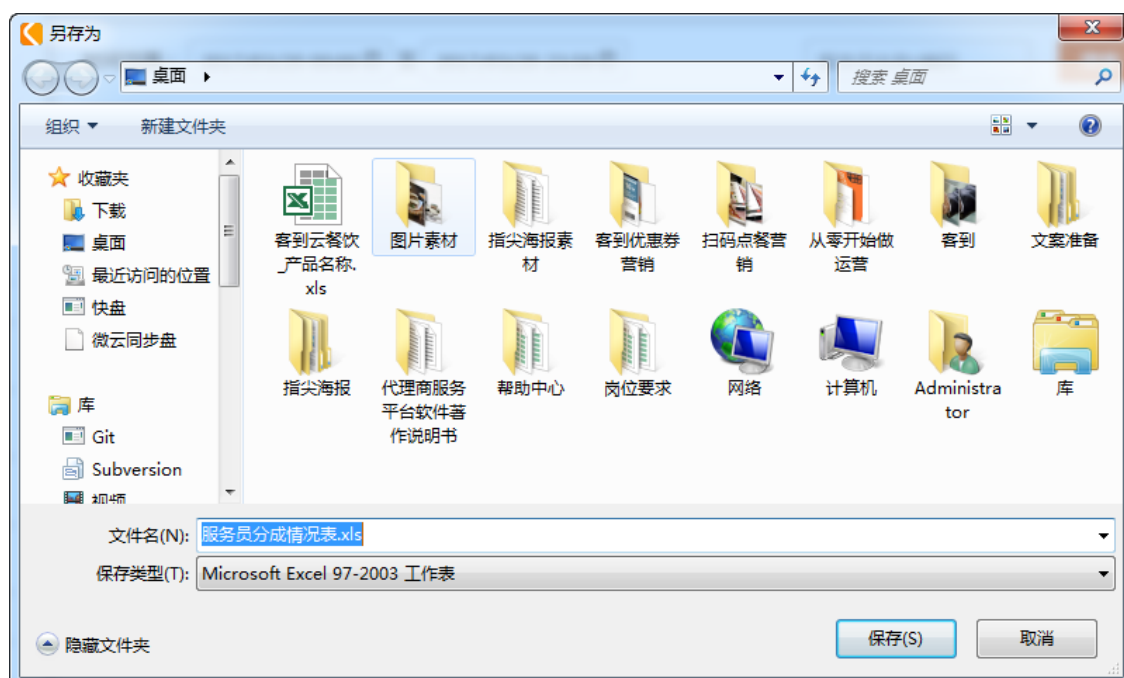 另存为
桌面
搜索 桌面
组织
新建文件夹
收藏夹
下载
桌面
最近访问的位置
快盘
微云同步盘
库
Git
Subversion
视频
客到云餐饮
_产品名称.
xls
图片素材
指尖海报素
材
客到优惠券
营销
扫码点餐营
销
从零开始做
运营
客到
文案准备
指尖海报
代理商服务
平台软件著
作说明书
帮助中心
岗位要求
网络
计算机
Administra
tor
库
文件名(N):
服务员分成情况表.xls
保存类型(T):
Microsoft Excel 97-2003 工作表
隐藏文件夹
保存(S)
取消